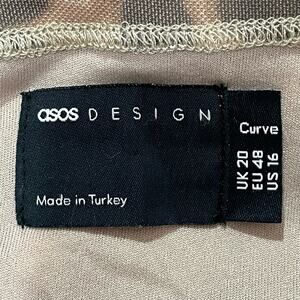 asos DESIGN
Made in Turkey
Curve
UK 20
EU 48
US 16